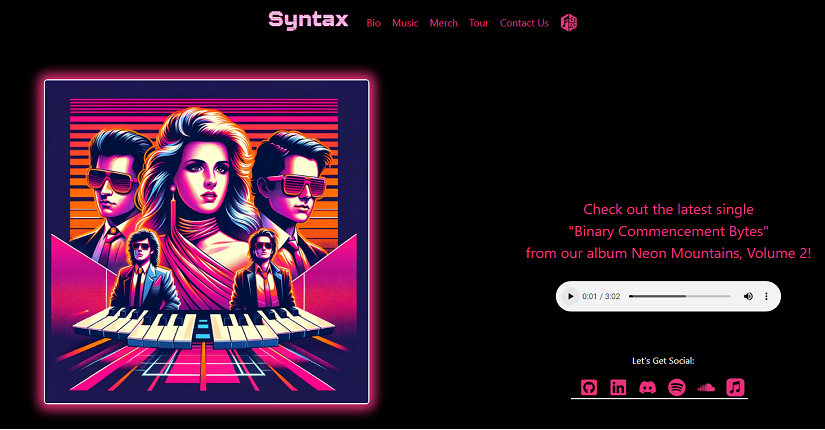 Syntax Bio Music Merch Tour Contact Us
Check out the latest single
"Binary Commencement Bytes"
from our album Neon Mountains, Volume 2!
0:01 / 3:02
Let's Get Social:
in